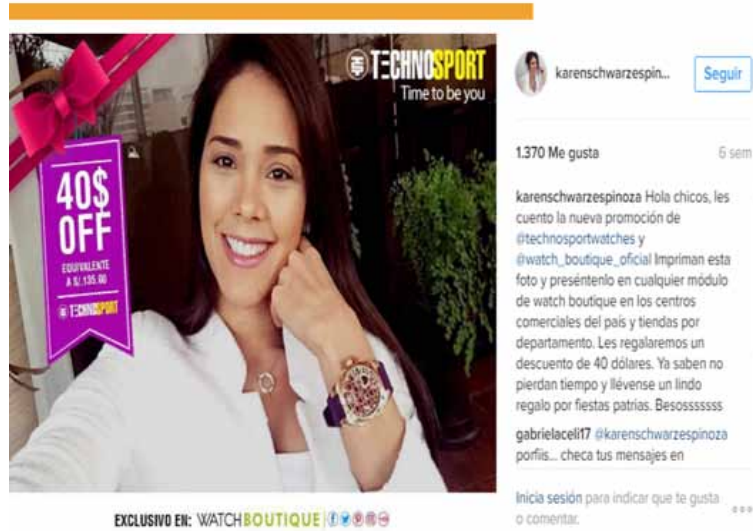 TECHNOSPORT
Time to be you
40$
OFF
EQUIVALENTE
A S/.135.60
TECHNOSPORT
EXCLUSIVO EN: WATCH BOUTIQUE
karenschwarzespin...
Seguir
1.370 Me gusta
6 sem
karenschwarzespinoza Hola chicos, les
cuento la nueva promoción de
@technosportwatches y
@watch_boutique_oficial Impriman esta
foto y preséntenlo en cualquier módulo
de watch boutique en los centros
comerciales del país y tiendas por
departamento. Les regalaremos un
descuento de 40 dólares. Ya saben no
pierdan tiempo y llévense un lindo
regalo por fiestas patrias. Besosssssss
gabrielaceli17 @karenschwarzespinoza
porfiis... checa tus mensajes en
Inicia sesión para indicar que te gusta
o comentar.